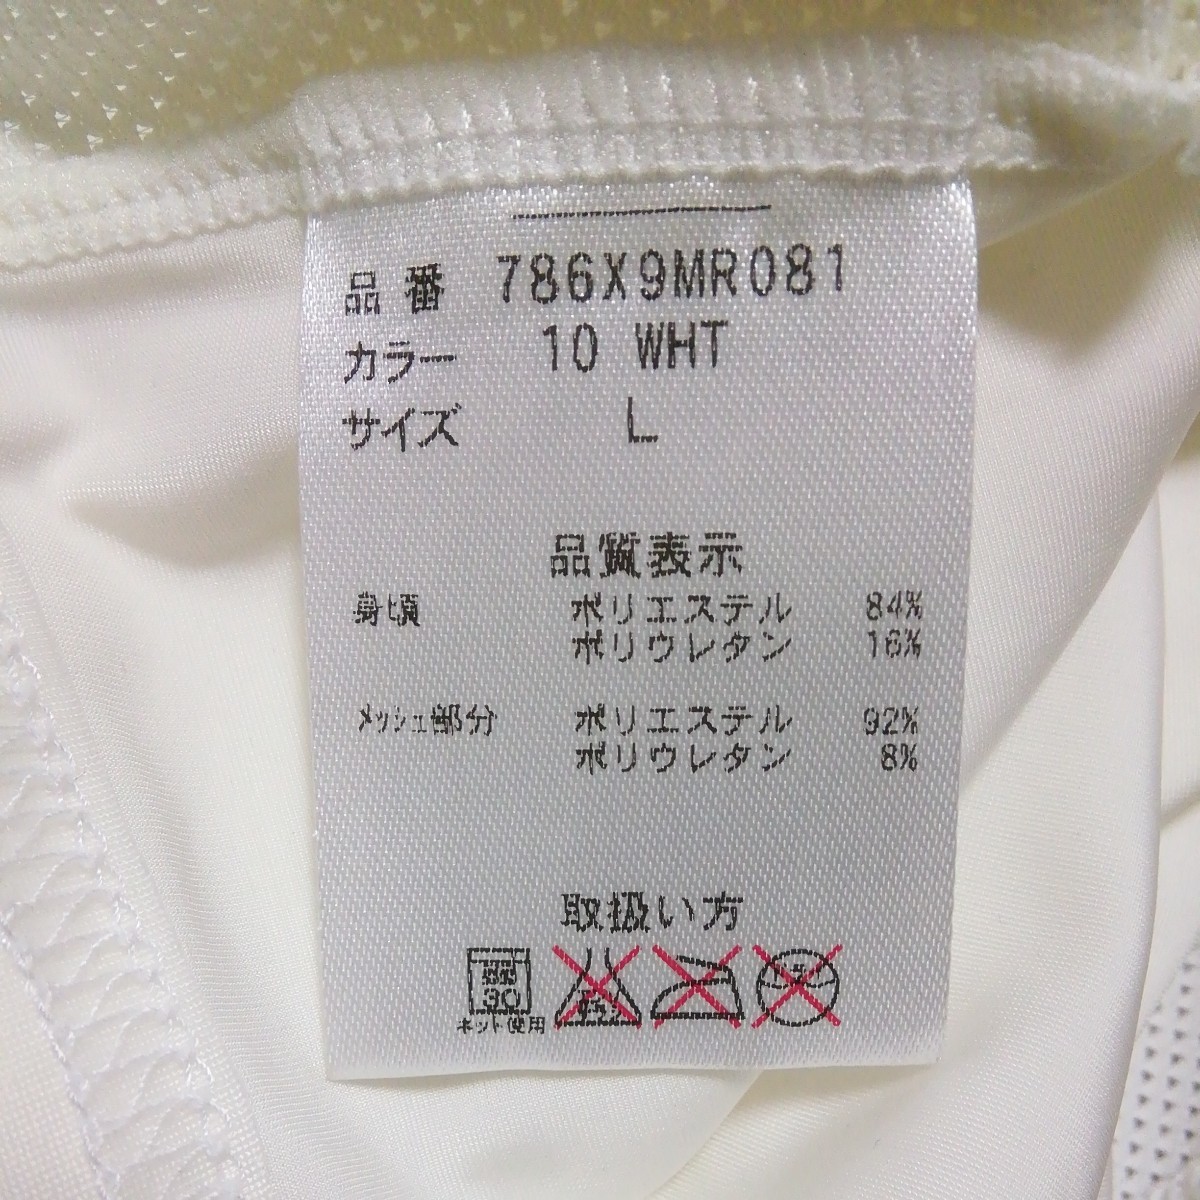 品番 786X9MR081
カラー 10 WHT
サイズ L
品質表示
身頃 ポリエステル 84%
ポリウレタン 16%
メッシュ部分 ポリエステル 92%
ポリウレタン 8%
取扱い方
30
ネット使用